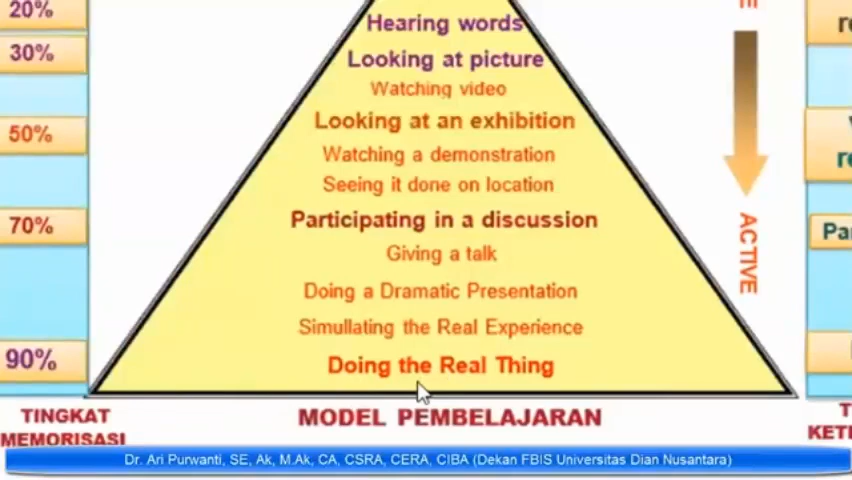 20%
Hearing words
30%
Looking at picture
Watching video
50%
Looking at an exhibition
Watching a demonstration
Seeing it done on location
70%
Participating in a discussion
Giving a talk
ACTIVE
Doing a Dramatic Presentation
Simullating the Real Experience
90%
Doing the Real Thing
TINGKAT
MEMORISASI
MODEL PEMBELAJARAN
Dr. Ari Purwanti, SE, Ak, M.Ak, CA, CSRA, CERA, CIBA (Dekan FBIS Universitas Dian Nusantara)